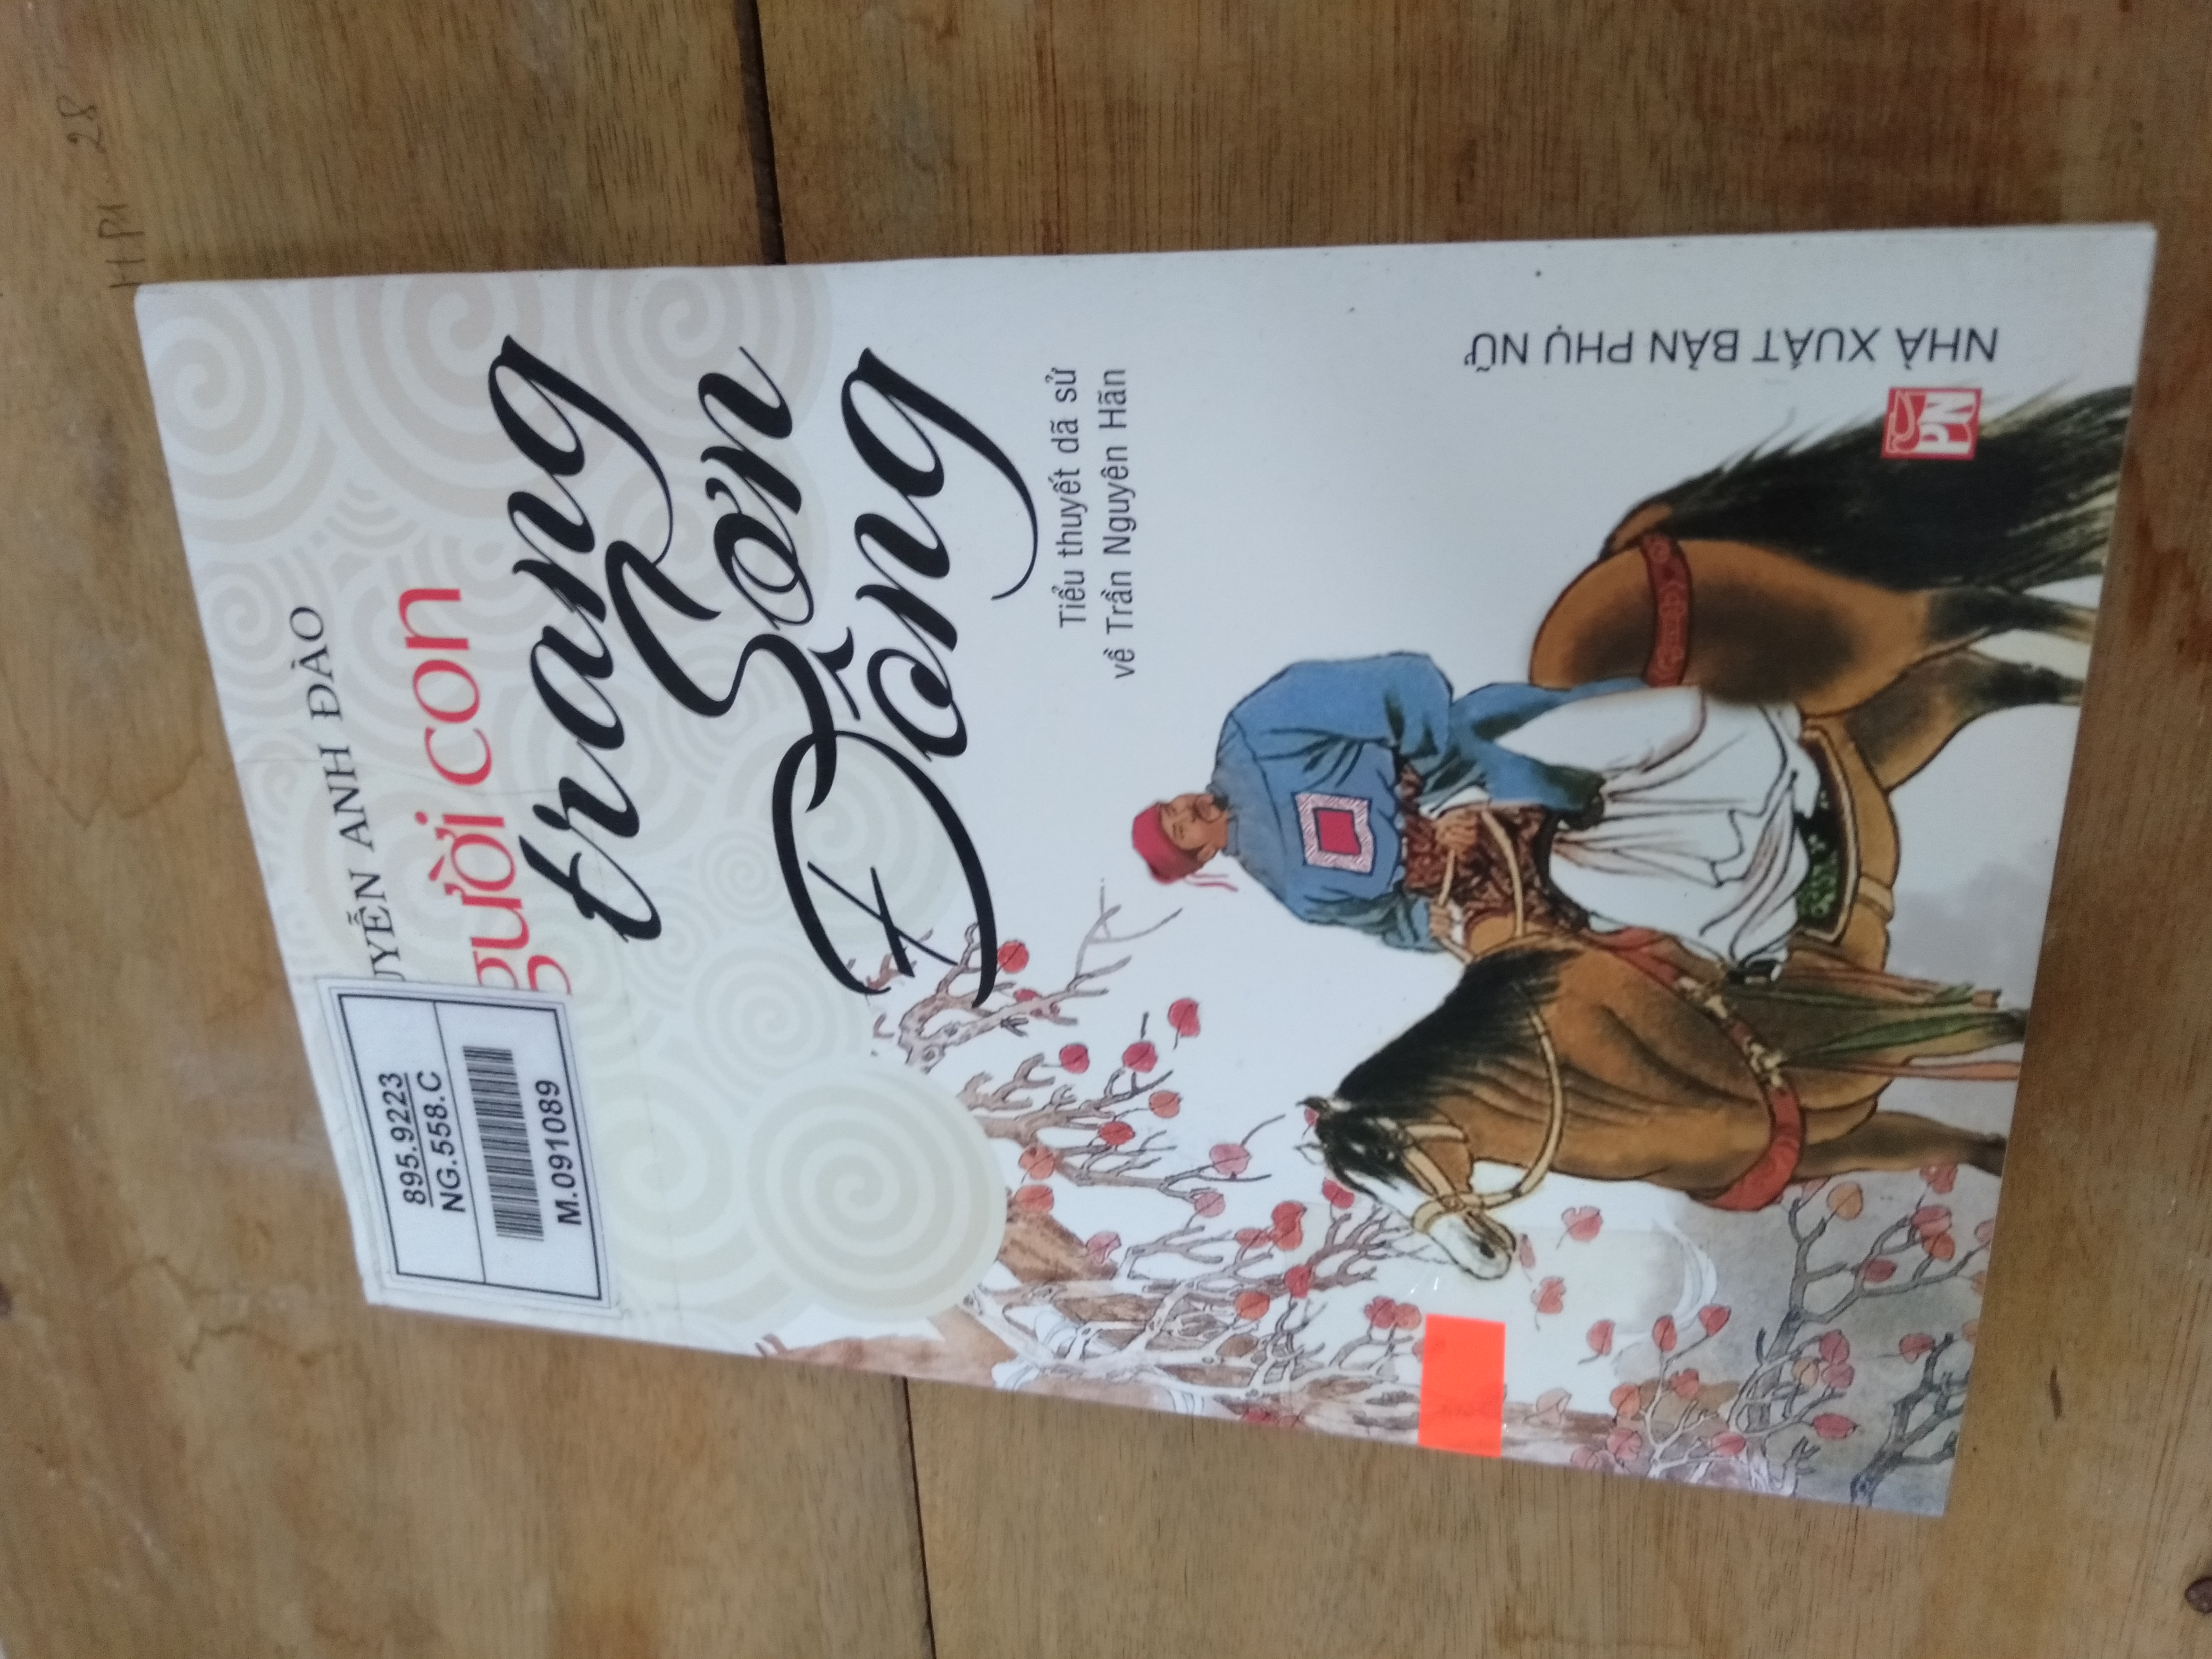 HPI 28
UYỄN ANH ĐÀO
895.9223
NG.558.C
M.091089
gười con
trang
Sơn
Đông
Tiểu thuyết dã sử
về Trần Nguyên Hãn
PN
NHÀ XUẤT BẢN PHỤ NỮ